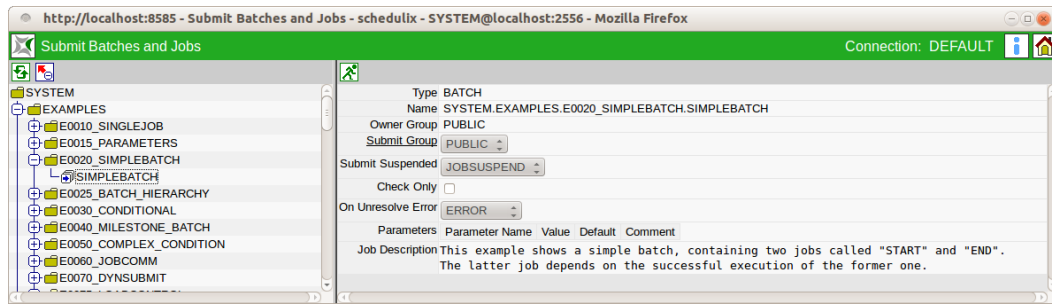 http://localhost:8585 - Submit Batches and Jobs - schedulix - SYSTEM@localhost:2556 - Mozilla Firefox
Submit Batches and Jobs
Connection: DEFAULT
SYSTEM
EXAMPLES
E0010_SINGLEJOB
E0015_PARAMETERS
E0020_SIMPLEBATCH
SIMPLEBATCH
E0025_BATCH_HIERARCHY
E0030_CONDITIONAL
E0040_MILESTONE_BATCH
E0050_COMPLEX_CONDITION
E0060_JOBCOMM
E0070_DYNSUBMIT
Type BATCH
Name SYSTEM.EXAMPLES.E0020_SIMPLEBATCH.SIMPLEBATCH
Owner Group PUBLIC
Submit Group PUBLIC
Submit Suspended JOBSUSPEND
Check Only
On Unresolve Error ERROR
Parameters Parameter Name Value Default Comment
Job Description This example shows a simple batch, containing two jobs called "START" and "END".
The latter job depends on the successful execution of the former one.